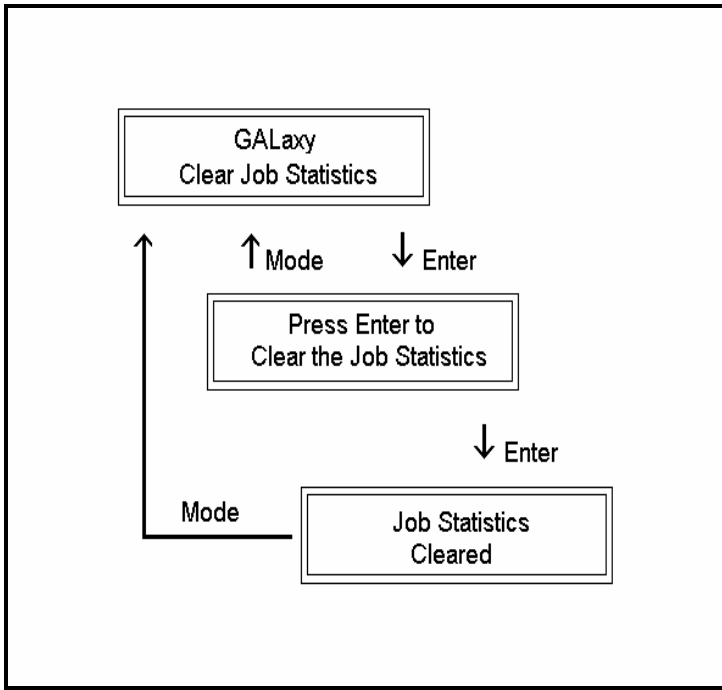 GALaxy
Clear Job Statistics
Mode
Enter
Press Enter to
Clear the Job Statistics
Enter
Mode
Job Statistics
Cleared